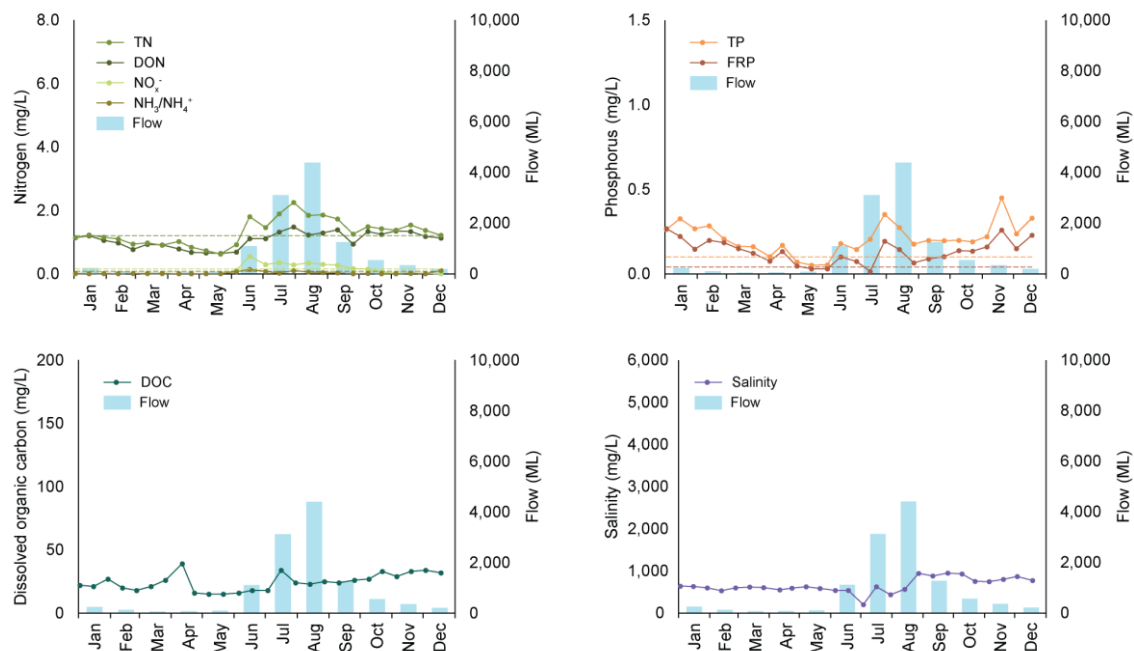 8.0
6.0
4.0
2.0
0.0
Nitrogen (mg/L)
TN
DON
NOx-
NH3/NH4+
Flow
10,000
8,000
6,000
4,000
2,000
0
Flow (ML)
Jan
Feb
Mar
Apr
May
Jun
Jul
Aug
Sep
Oct
Nov
Dec
1.5
1.0
0.5
0.0
Phosphorus (mg/L)
TP
FRP
Flow
10,000
8,000
6,000
4,000
2,000
0
Flow (ML)
Jan
Feb
Mar
Apr
May
Jun
Jul
Aug
Sep
Oct
Nov
Dec
200
150
100
50
0
Dissolved organic carbon (mg/L)
DOC
Flow
10,000
8,000
6,000
4,000
2,000
0
Flow (ML)
Jan
Feb
Mar
Apr
May
Jun
Jul
Aug
Sep
Oct
Nov
Dec
6,000
5,000
4,000
3,000
2,000
1,000
0
Salinity (mg/L)
Salinity
Flow
10,000
8,000
6,000
4,000
2,000
0
Flow (ML)
Jan
Feb
Mar
Apr
May
Jun
Jul
Aug
Sep
Oct
Nov
Dec